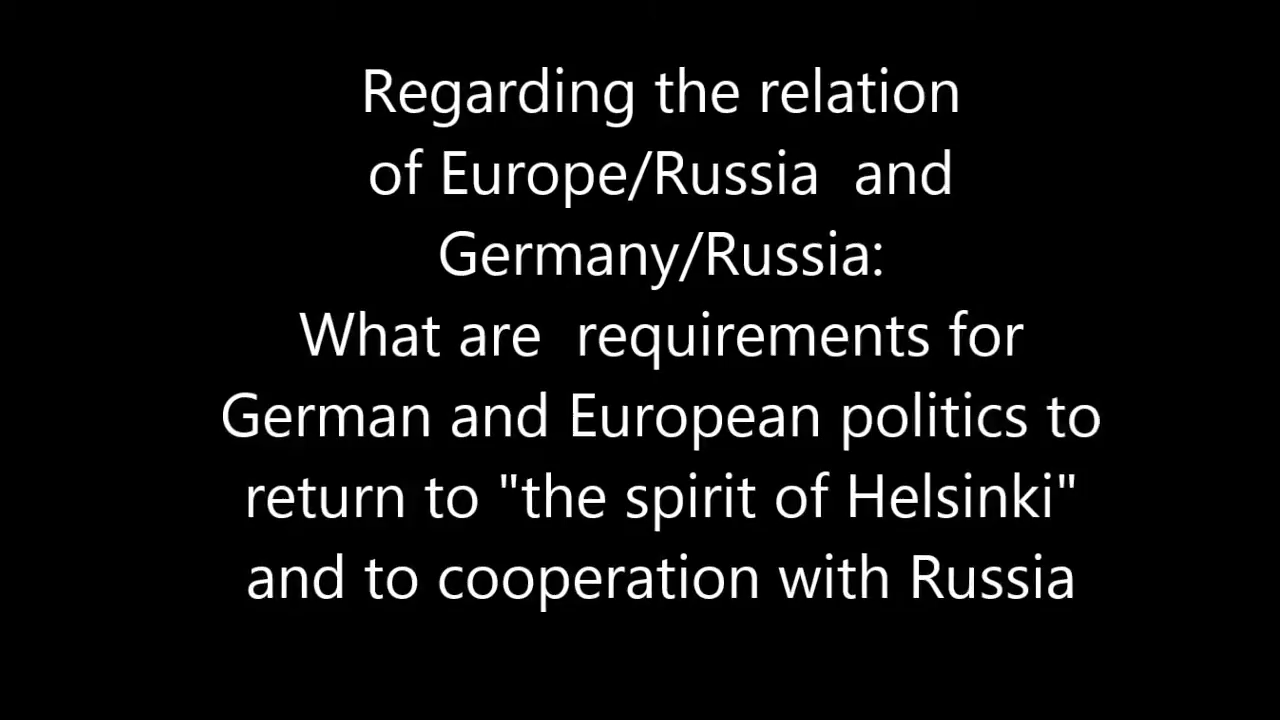 Regarding the relation
of Europe/Russia  and
Germany/Russia:
What are  requirements for
German and European politics to
return to "the spirit of Helsinki"
and to cooperation with Russia